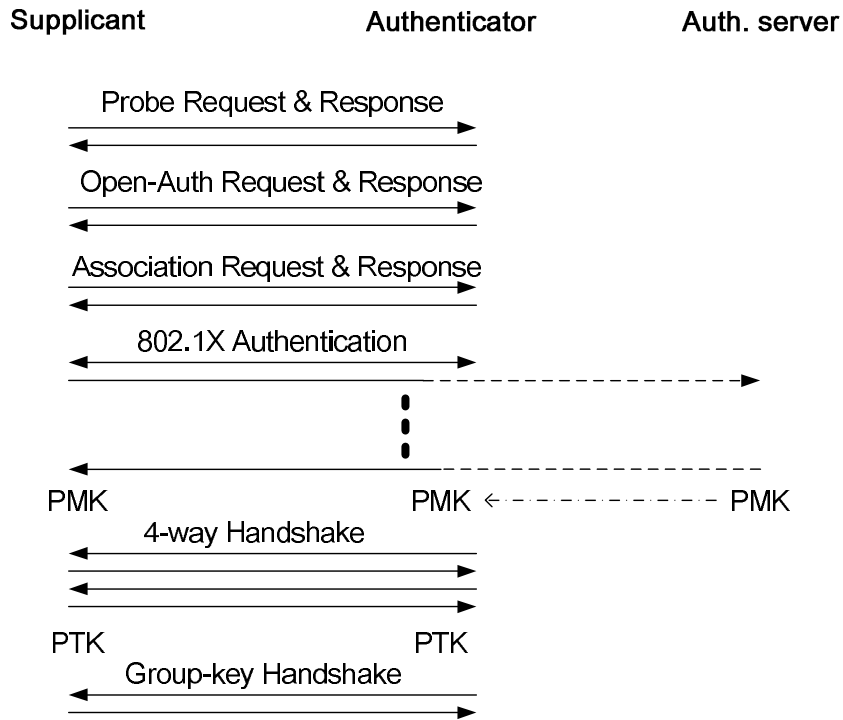 Supplicant Authenticator Auth. server
Probe Request & Response
Open-Auth Request & Response
Association Request & Response
802.1X Authentication
PMK PMK PMK
4-way Handshake
PTK PTK
Group-key Handshake